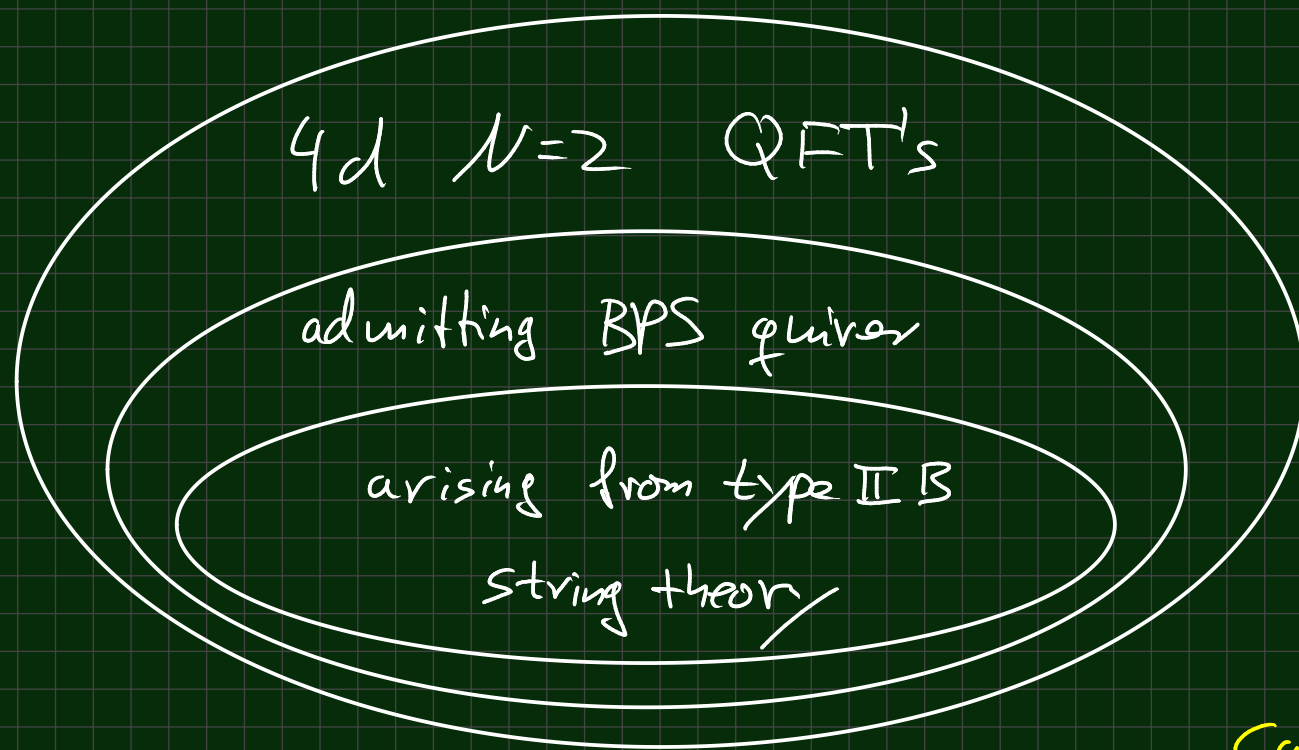 4d N=2 QFT's
admitting BPS quiver
arising from type II B
string theory